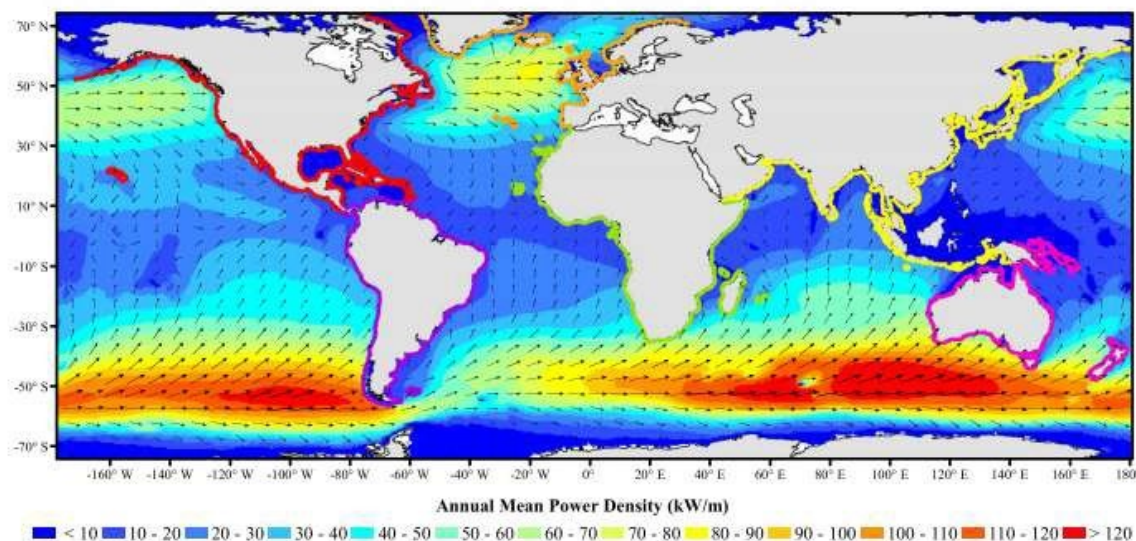 70° N
50° N
30° N
10° N
-10° S
-30° S
-50° S
-70° S
-160° W -140° W -120° W -100° W -80° W -60° W -40° W -20° W 0° E 20° E 40° E 60° E 80° E 100° E 120° E 140° E 160° E 180
Annual Mean Power Density (kW/m)
< 10 10 - 20 20 - 30 30 - 40 40 - 50 50 - 60 60 - 70 70 - 80 80 - 90 90 - 100 100 - 110 110 - 120 > 120